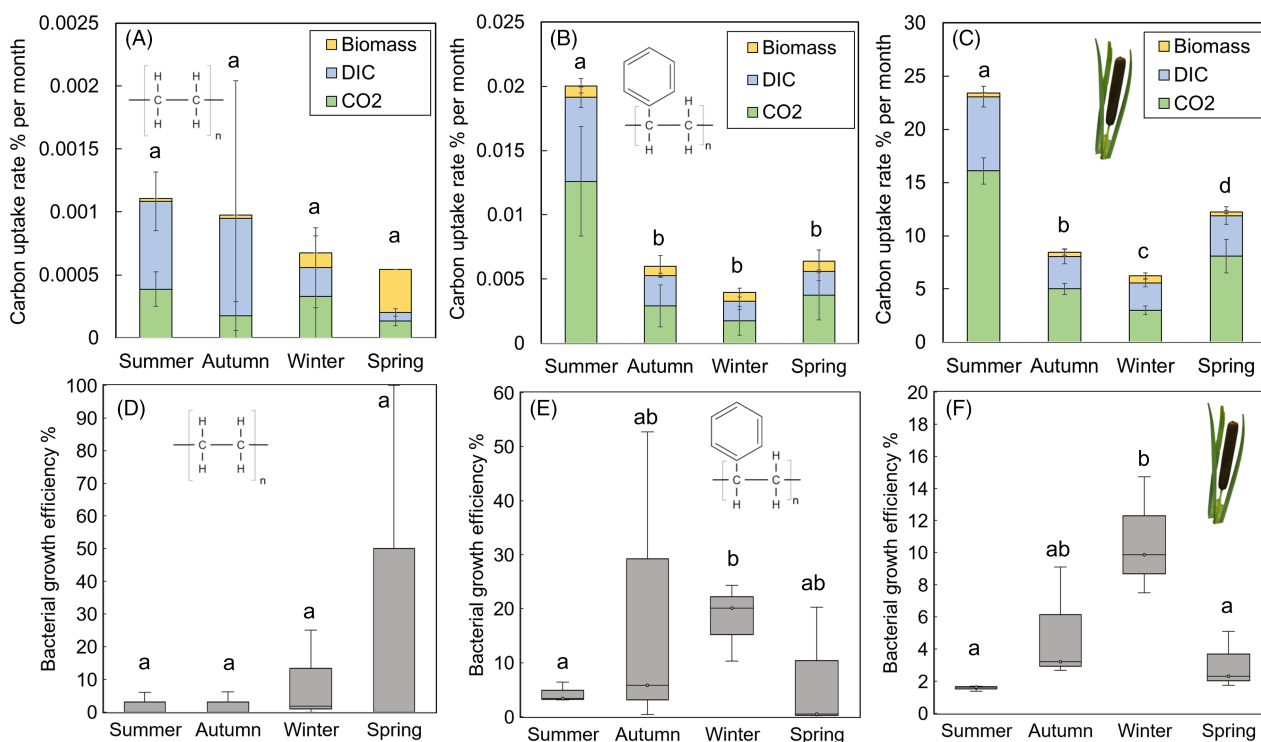 (A)
Biomass
DIC
CO2
Carbon uptake rate % per month
0.0025
0.002
0.0015
0.001
0.0005
0
a
a
a
a
H H
C C
H H
n
Summer Autumn Winter Spring
(B)
Biomass
DIC
CO2
Carbon uptake rate % per month
0.025
0.02
0.015
0.01
0.005
0
a
b
b
b
H
C C
H H
n
Summer Autumn Winter Spring
(C)
Biomass
DIC
CO2
Carbon uptake rate % per month
30
25
20
15
10
5
0
a
b
c
d
Summer Autumn Winter Spring
(D)
Bacterial growth efficiency %
100
90
80
70
60
50
40
30
20
10
0
a
a
a
a
H H
C C
H H
n
Summer Autumn Winter Spring
(E)
Bacterial growth efficiency %
60
50
40
30
20
10
0
a
ab
b
ab
H
C C
H H
n
Summer Autumn Winter Spring
(F)
Bacterial growth efficiency %
20
18
16
14
12
10
8
6
4
2
0
a
ab
b
a
Summer Autumn Winter Spring